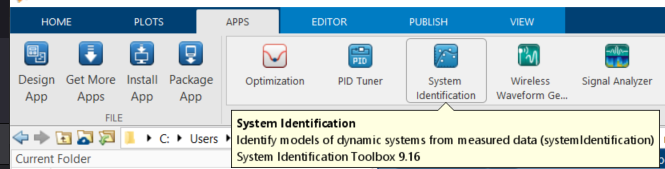 HOME PLOTS APPS EDITOR PUBLISH VIEW
Design Get More Install Package Optimization PID Tuner System Wireless Signal Analyzer
App Apps App App Identification Waveform Ge...
PID
FILE
System Identification
Identify models of dynamic systems from measured data (systemIdentification)
System Identification Toolbox 9.16
C: Users
Current Folder